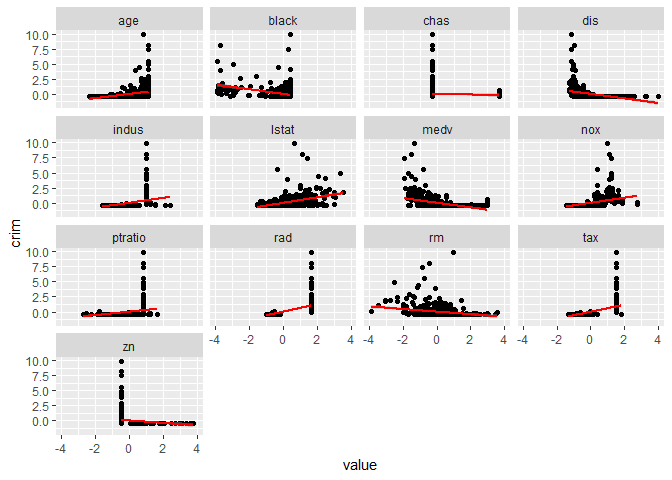 age black chas dis
10.0
7.5
5.0
2.5
0.0
indus lstat medv nox
10.0
7.5
5.0
2.5
0.0
ptratio rad rm tax
10.0
7.5
5.0
2.5
0.0
-4 -2 0 2 4 -4 -2 0 2 4 -4 -2 0 2 4
zn
10.0
7.5
5.0
2.5
0.0
-4 -2 0 2 4
crim
value